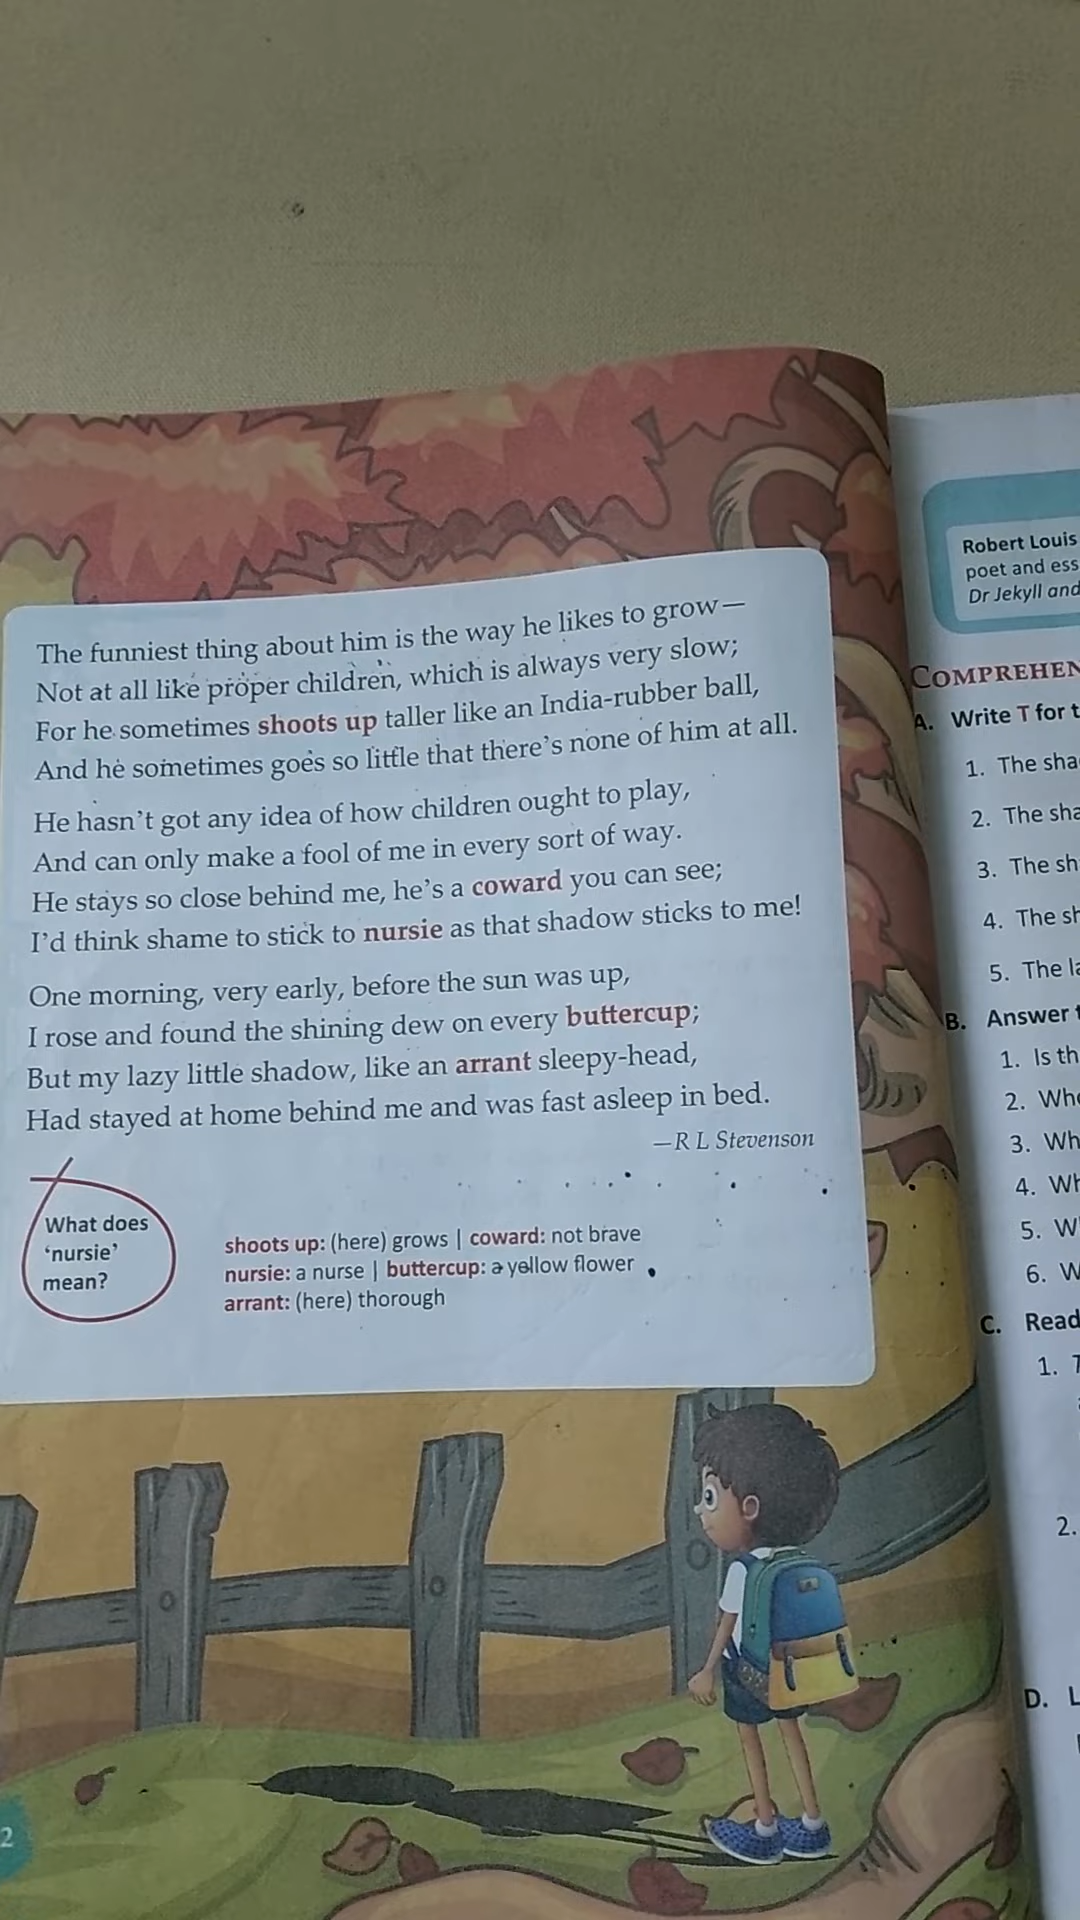 The funniest thing about him is the way he likes to grow—
Not at all like proper children, which is always very slow;
For he sometimes shoots up taller like an India-rubber ball,
And he sometimes goes so little that there's none of him at all.
He hasn't got any idea of how children ought to play,
And can only make a fool of me in every sort of way.
He stays so close behind me, he's a coward you can see;
I'd think shame to stick to nursie as that shadow sticks to me!
One morning, very early, before the sun was up,
I rose and found the shining dew on every buttercup;
But my lazy little shadow, like an arrant sleepy-head,
Had stayed at home behind me and was fast asleep in bed.
—R L Stevenson
What does
'nursie'
mean?
shoots up: (here) grows | coward: not brave
nursie: a nurse | buttercup: a yellow flower
arrant: (here) thorough
2
Robert Louis
poet and ess
Dr Jekyll and
COMPREHEN
A. Write T for t
1. The sha
2. The sha
3. The sh
4. The sh
5. The la
B. Answer
1. Is th
2. Who
3. Wh
4. Wh
5. W
6. W
C. Read
1.
2.
D. L